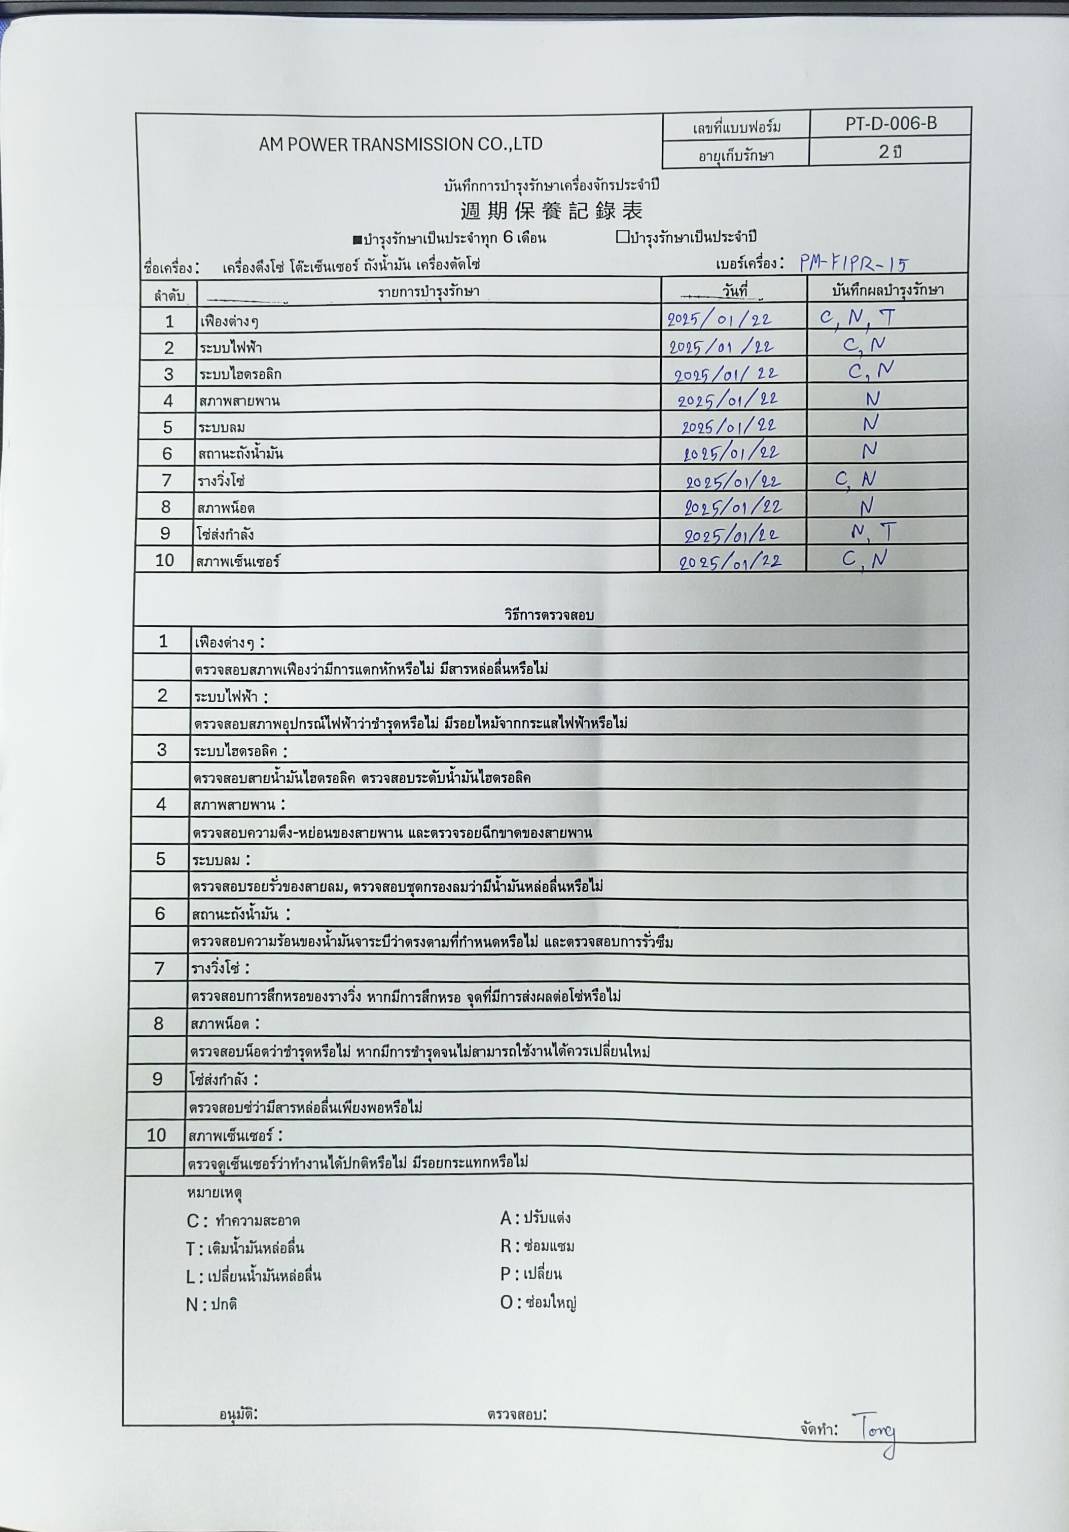 AM POWER TRANSMISSION CO.,LTD
เลขที่แบบฟอร์ม PT-D-006-B
อายุเก็บรักษา 2 ปี
บันทึกการบำรุงรักษาเครื่องจักรประจำปี
週期保養記錄表
■บำรุงรักษาเป็นประจำทุก 6 เดือน □บำรุงรักษาเป็นประจำปี
ชื่อเครื่อง: เครื่องดึงโซ่ โต๊ะเซ็นเซอร์ ถังน้ำมัน เครื่องตัดโซ่ เบอร์เครื่อง: PM-FIPR-15
ลำดับ รายการบำรุงรักษา วันที่ บันทึกผลบำรุงรักษา
1 เฟืองต่างๆ 2025/01/22 C, N, T
2 ระบบไฟฟ้า 2025/01/22 C, N
3 ระบบไฮดรอลิก 2025/01/22 C, N
4 สภาพสายพาน 2025/01/22 N
5 ระบบลม 2025/01/22 N
6 สถานะถังน้ำมัน 2025/01/22 N
7 รางวิ่งโซ่ 2025/01/22 C, N
8 สภาพน็อต 2025/01/22 N
9 โซ่ส่งกำลัง 2025/01/22 N, T
10 สภาพเซ็นเซอร์ 2025/01/22 C, N
วิธีการตรวจสอบ
1 เฟืองต่างๆ :
ตรวจสอบสภาพเฟืองว่ามีการแตกหักหรือไม่ มีสารหล่อลื่นหรือไม่
2 ระบบไฟฟ้า :
ตรวจสอบสภาพอุปกรณ์ไฟฟ้าว่าชำรุดหรือไม่ มีรอยไหม้จากกระแสไฟฟ้าหรือไม่
3 ระบบไฮดรอลิค :
ตรวจสอบสายน้ำมันไฮดรอลิค ตรวจสอบระดับน้ำมันไฮดรอลิค
4 สภาพสายพาน :
ตรวจสอบความตึง-หย่อนของสายพาน และตรวจรอยฉีกขาดของสายพาน
5 ระบบลม :
ตรวจสอบรอยรั่วของสายลม, ตรวจสอบชุดกรองลมว่ามีน้ำมันหล่อลื่นหรือไม่
6 สถานะถังน้ำมัน :
ตรวจสอบความร้อนของน้ำมันจาระบีว่าตรงตามที่กำหนดหรือไม่ และตรวจสอบการรั่วซึม
7 รางวิ่งโซ่ :
ตรวจสอบการสึกหรอของรางวิ่ง หากมีการสึกหรอ จุดที่มีการส่งผลต่อโซ่หรือไม่
8 สภาพน็อต :
ตรวจสอบน็อตว่าชำรุดหรือไม่ หากมีการชำรุดจนไม่สามารถใช้งานได้ควรเปลี่ยนใหม่
9 โซ่ส่งกำลัง :
ตรวจสอบซ่ว่ามีสารหล่อลื่นเพียงพอหรือไม่
10 สภาพเซ็นเซอร์ :
ตรวจดูเซ็นเซอร์ว่าทำงานได้ปกติหรือไม่ มีรอยกระแทกหรือไม่
หมายเหตุ
C : ทำความสะอาด A : ปรับแต่ง
T : เติมน้ำมันหล่อลื่น R : ซ่อมแซม
L : เปลี่ยนน้ำมันหล่อลื่น P : เปลี่ยน
N : ปกติ O : ซ่อมใหญ่
อนุมัติ: ตรวจสอบ: จัดทำ: Tong